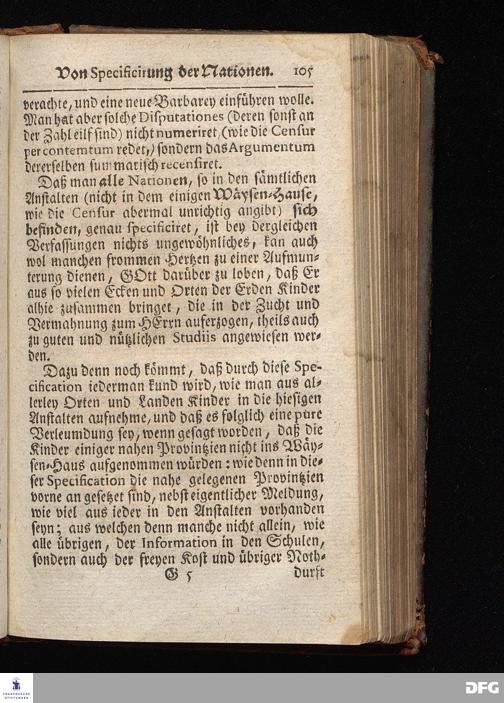 Von Specificirung der Nationen. 105
verachte, und eine neue Barbarey einführen wolle.
Man hat aber solche Disputationes (deren sonst an
der Zahl eilf sind) nicht numeriret, (wie die Censur
per contemtum redet,) sondern das Argumentum
dererselben summatisch recensiret.
Daß man alle Nationen, so in den sämtlichen
Anstalten (nicht in dem einigen Wäysen-Hause,
wie die Censur abermal unrichtig angibt) sich
befinden, genau specificiret, ist bey dergleichen
Verfassungen nichts ungewöhnliches, kan auch
wol manchen frommen Hertzen zu einer Aufmun-
terung dienen, GOtt darüber zu loben, daß Er
aus so vielen Ecken und Orten der Erden Kinder
alhie zusammen bringet, die in der Zucht und
Vermahnung zum HErrn auferzogen, theils auch
zu guten und nützlichen Studiis angewiesen wer-
den.
Dazu denn noch kömmt, daß durch diese Spe-
cification iederman kund wird, wie man aus al-
lerley Orten und Landen Kinder in die hiesigen
Anstalten aufnehme, und daß es folglich eine pure
Verleumdung sey, wenn gesagt worden, daß die
Kinder einiger nahen Provintzien nicht ins Wäy-
sen-Haus aufgenommen würden: wie denn in die-
ser Specification die nahe gelegenen Provintzien
vorne an gesetzet sind, nebst eigentlicher Meldung,
wie viel aus ieder in den Anstalten vorhanden
seyn; aus welchen denn manche nicht allein, wie
alle übrigen, der Information in den Schulen,
sondern auch der freyen Kost und übriger Noth-
G 5 durft
FRANCKESCHE
STIFTUNGEN
DFG